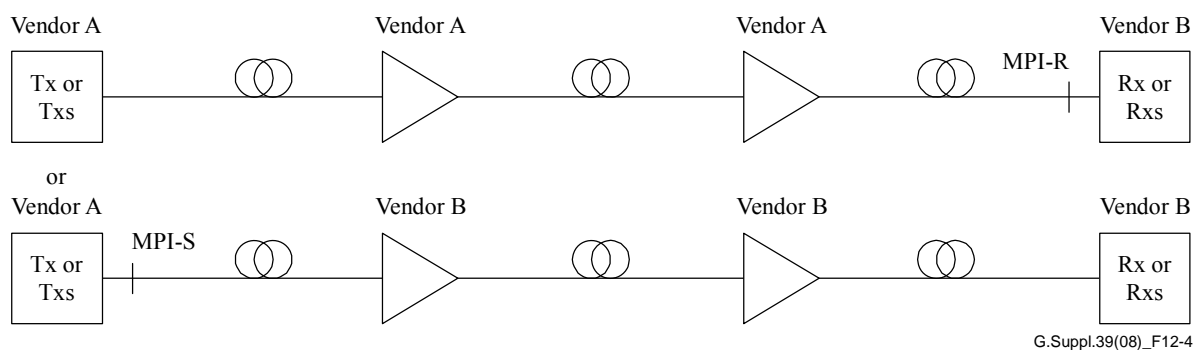 Vendor A Vendor A Vendor A Vendor B
MPI-R
Tx or
Txs
Rx or
Rxs
or
Vendor A Vendor B Vendor B Vendor B
MPI-S
Tx or
Txs
Rx or
Rxs
G.Suppl.39(08)_F12-4